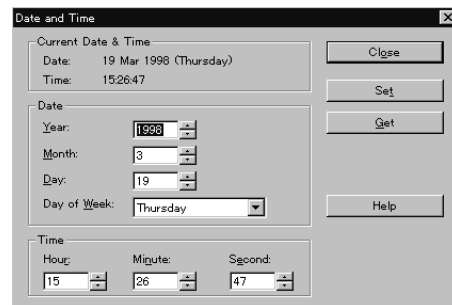 Date and Time
Current Date & Time
Date: 19 Mar 1998 (Thursday)
Time: 15:26:47
Date
Year: 1998
Month: 3
Day: 19
Day of Week: Thursday
Time
Hour: Minute: Second:
15 26 47
Close
Set
Get
Help